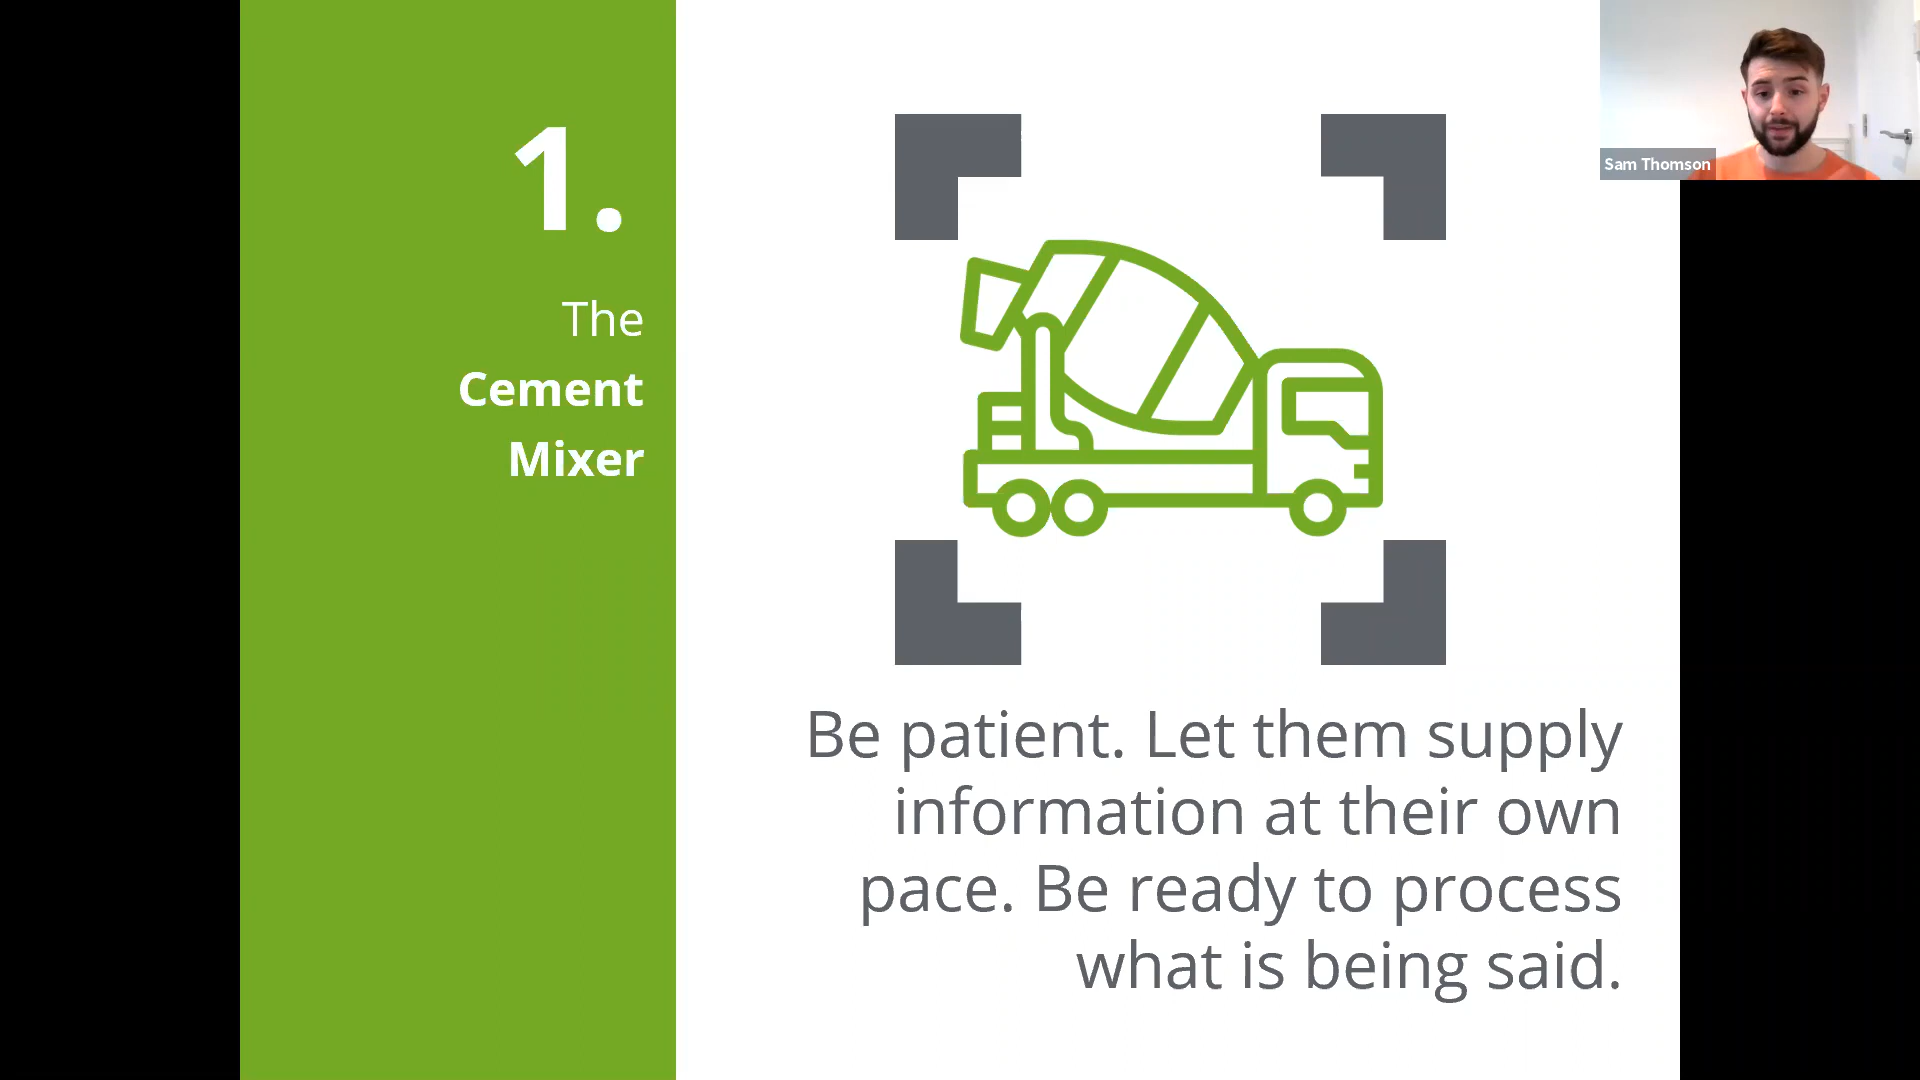 1.
The
Cement
Mixer
Be patient. Let them supply
information at their own
pace. Be ready to process
what is being said.
Sam Thomson